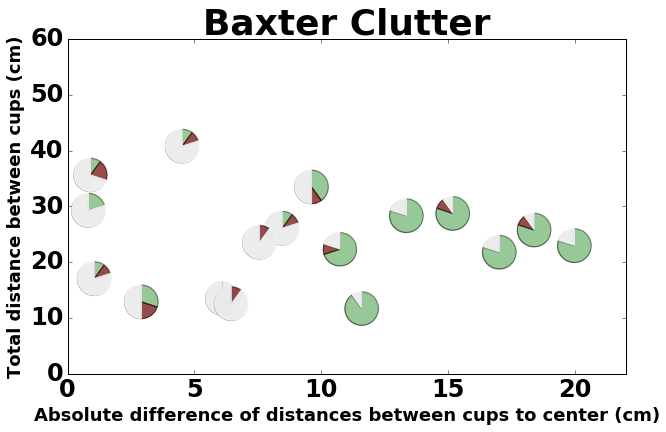 Baxter Clutter
Total distance between cups (cm)
60
50
40
30
20
10
0
0 5 10 15 20
Absolute difference of distances between cups to center (cm)